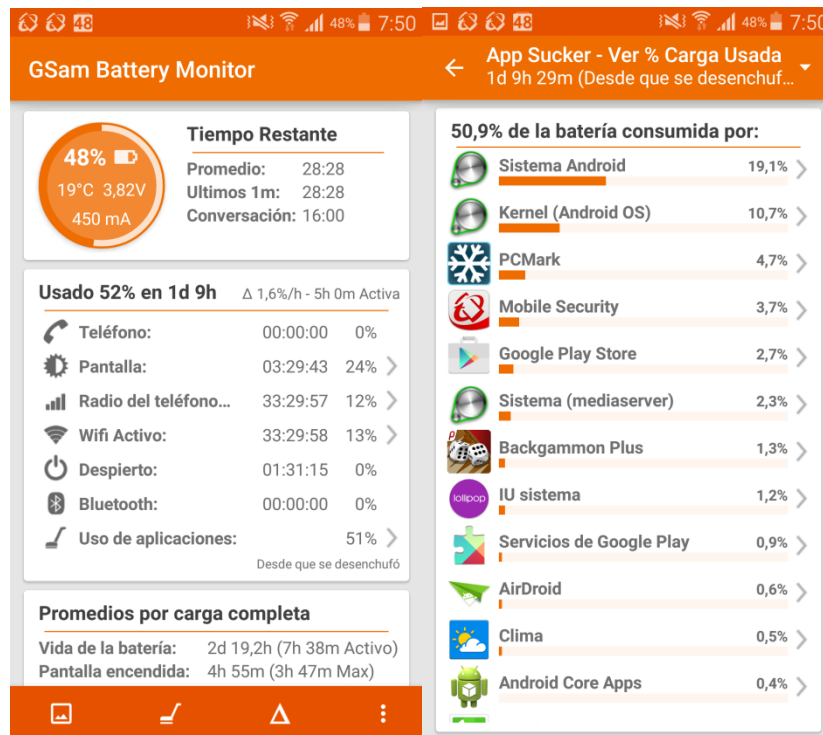 48
48% 7:50
GSam Battery Monitor
48%
19°C 3,82V
450 mA
Tiempo Restante
Promedio: 28:28
Ultimos 1m: 28:28
Conversación: 16:00
Usado 52% en 1d 9h Δ 1,6%/h - 5h 0m Activa
Teléfono: 00:00:00 0%
Pantalla: 03:29:43 24%
Radio del teléfono... 33:29:57 12%
Wifi Activo: 33:29:58 13%
Despierto: 01:31:15 0%
Bluetooth: 00:00:00 0%
Uso de aplicaciones: 51%
Desde que se desenchufó
Promedios por carga completa
Vida de la batería: 2d 19,2h (7h 38m Activo)
Pantalla encendida: 4h 55m (3h 47m Max)
Δ
48
48% 7:50
App Sucker - Ver % Carga Usada
1d 9h 29m (Desde que se desenchuf...
50,9% de la batería consumida por:
Sistema Android 19,1%
Kernel (Android OS) 10,7%
PCMark 4,7%
Mobile Security 3,7%
Google Play Store 2,7%
Sistema (mediaserver) 2,3%
Backgammon Plus 1,3%
lollipop
IU sistema 1,2%
Servicios de Google Play 0,9%
AirDroid 0,6%
Clima 0,5%
Android Core Apps 0,4%